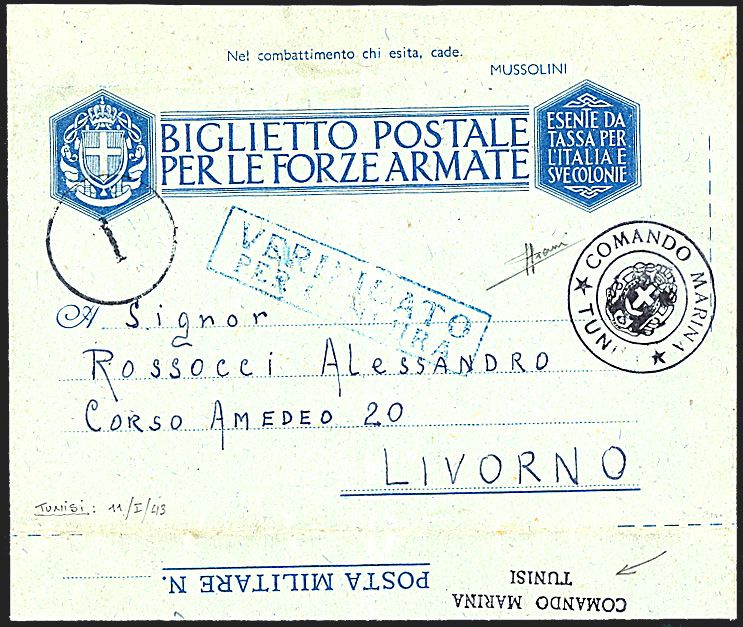 Nel combattimento chi esita, cade.
MUSSOLINI
BIGLIETTO POSTALE
PER LE FORZE ARMATE
ESENTE DA
TASSA PER
L'ITALIA E
SVE COLONIE
1
VERIFICATO
PER
COMANDO MARINA
TUNI
A Signor
ROSSOCCI ALESSANDRO
CORSO AMEDEO 20
LIVORNO
TUNISI: 11/I/43
POSTA MILITARE N.
COMANDO MARINA
TUNISI